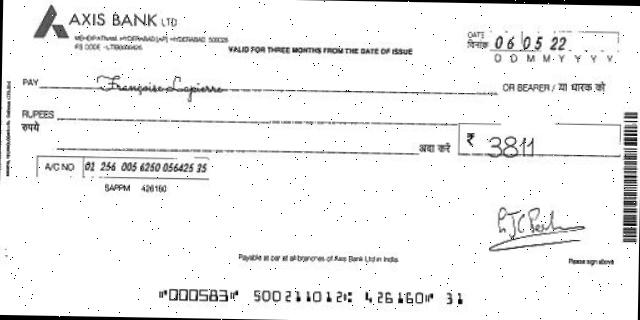 AXIS BANK LTD
MEHDIPATNAM, HYDERABAD [AP] HYDERABAD 500028
IFS CODE -
VALID FOR THREE MONTHS FROM THE DATE OF ISSUE
DATE
दिनांक 06 05 22
D D M M Y Y Y Y
PAY Françoise Lapierre OR BEARER / या धारक को
RUPEES
रुपये
अदा करें ₹ 3811
A/C NO 02 256 005 6250 056425 35
SAPPM 426160
Payable at par at all branches of Axis Bank Ltd in India.
Please sign above
"000583" 500211012: 426160" 31